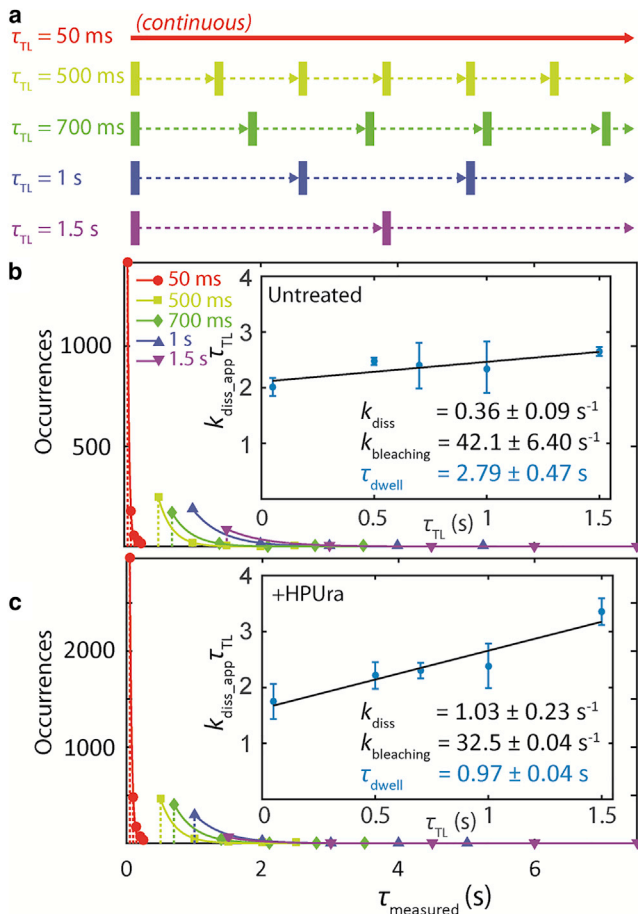 a
τTL = 50 ms
(continuous)
τTL = 500 ms
τTL = 700 ms
τTL = 1 s
τTL = 1.5 s
b
50 ms
500 ms
700 ms
1 s
1.5 s
Occurrences
1000
500
Untreated
kdiss_app τTL
4
3
2
1
kdiss = 0.36 ± 0.09 s-1
kbleaching = 42.1 ± 6.40 s-1
τdwell = 2.79 ± 0.47 s
0 0.5 1 1.5
τTL (s)
c
Occurrences
2000
1000
+HPUra
kdiss_app τTL
4
3
2
1
kdiss = 1.03 ± 0.23 s-1
kbleaching = 32.5 ± 0.04 s-1
τdwell = 0.97 ± 0.04 s
0 0.5 1 1.5
τTL (s)
0 2 4 6
τmeasured (s)